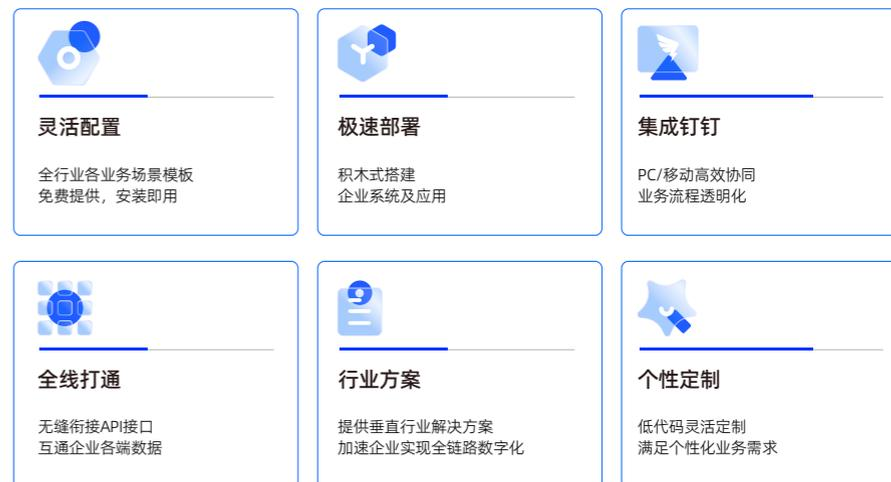 灵活配置
全行业各业务场景模板
免费提供，安装即用
极速部署
积木式搭建
企业系统及应用
集成钉钉
PC/移动高效协同
业务流程透明化
全线打通
无缝衔接API接口
互通企业各端数据
行业方案
提供垂直行业解决方案
加速企业实现全链路数字化
个性定制
低代码灵活定制
满足个性化业务需求